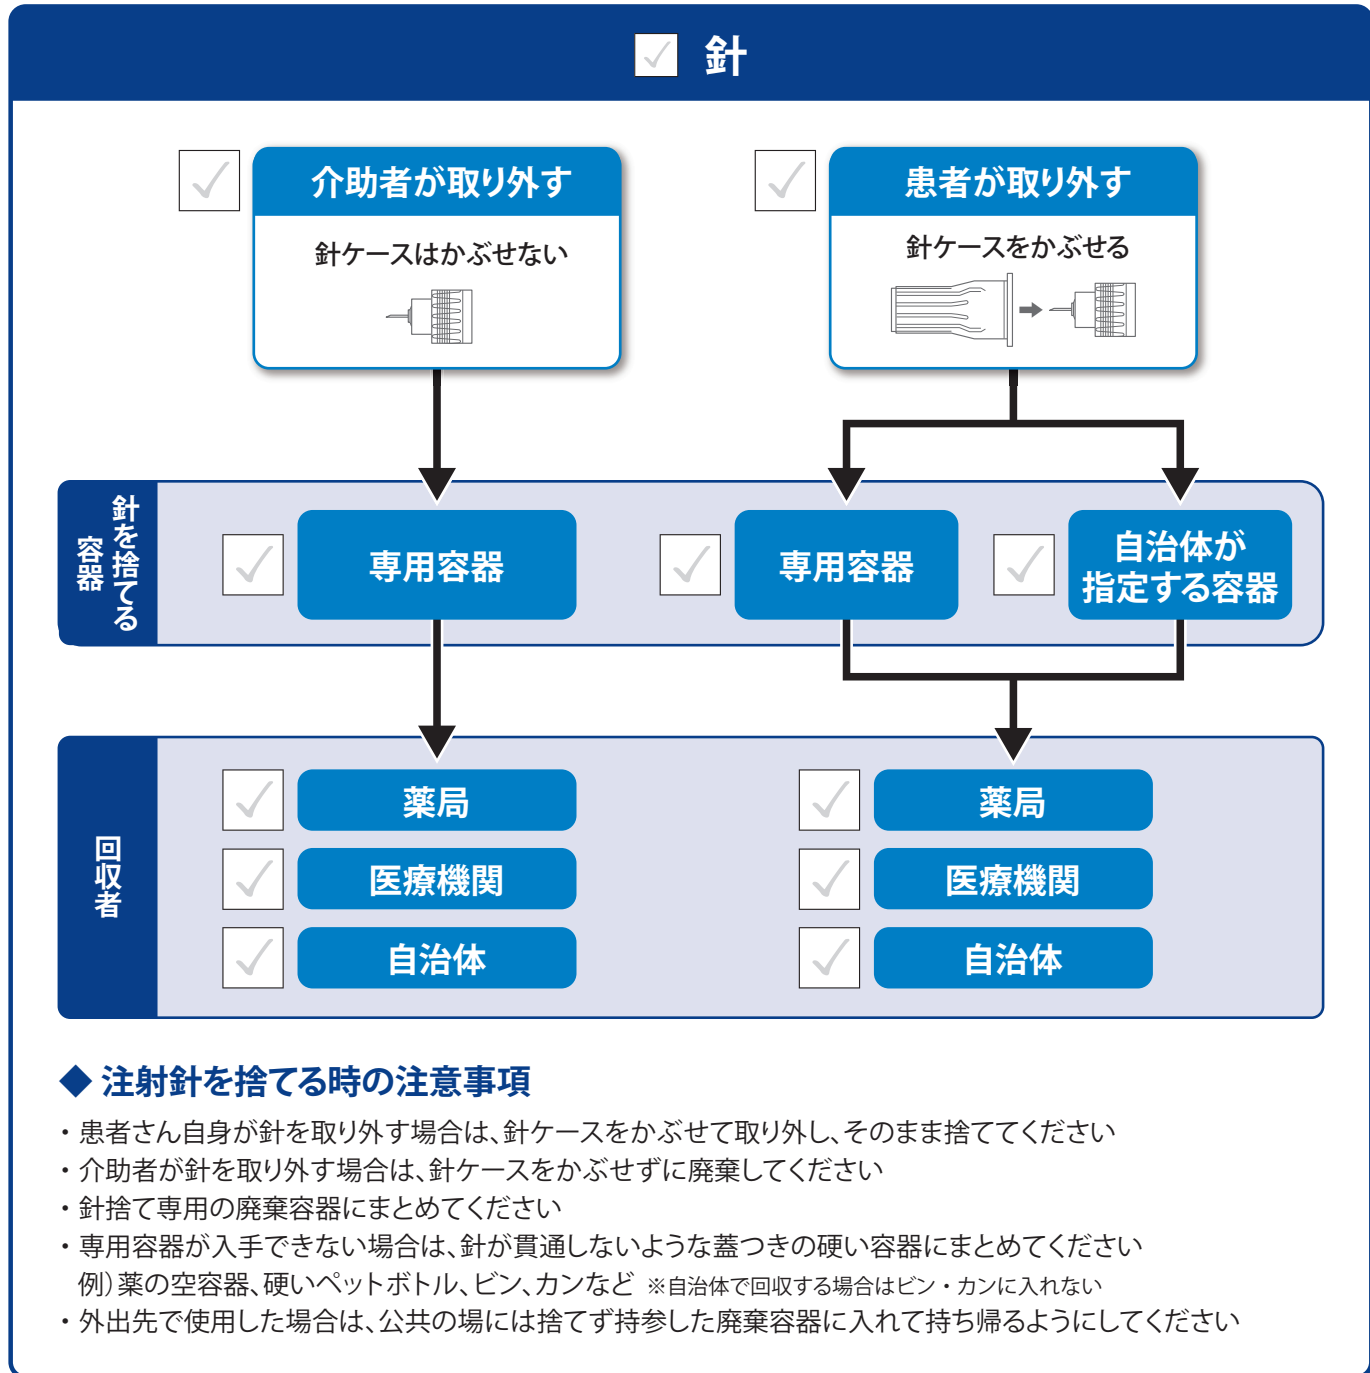 針
介助者が取り外す
針ケースはかぶせない
患者が取り外す
針ケースをかぶせる
針を捨てる
容器
専用容器
専用容器
自治体が
指定する容器
回収者
薬局
医療機関
自治体
薬局
医療機関
自治体
◆ 注射針を捨てる時の注意事項
・患者さん自身が針を取り外す場合は、針ケースをかぶせて取り外し、そのまま捨ててください
・介助者が針を取り外す場合は、針ケースをかぶせずに廃棄してください
・針捨て専用の廃棄容器にまとめてください
・専用容器が入手できない場合は、針が貫通しないような蓋つきの硬い容器にまとめてください
例）薬の空容器、硬いペットボトル、ビン、カンなど ※自治体で回収する場合はビン・カンに入れない
・外出先で使用した場合は、公共の場には捨てず持参した廃棄容器に入れて持ち帰るようにしてください